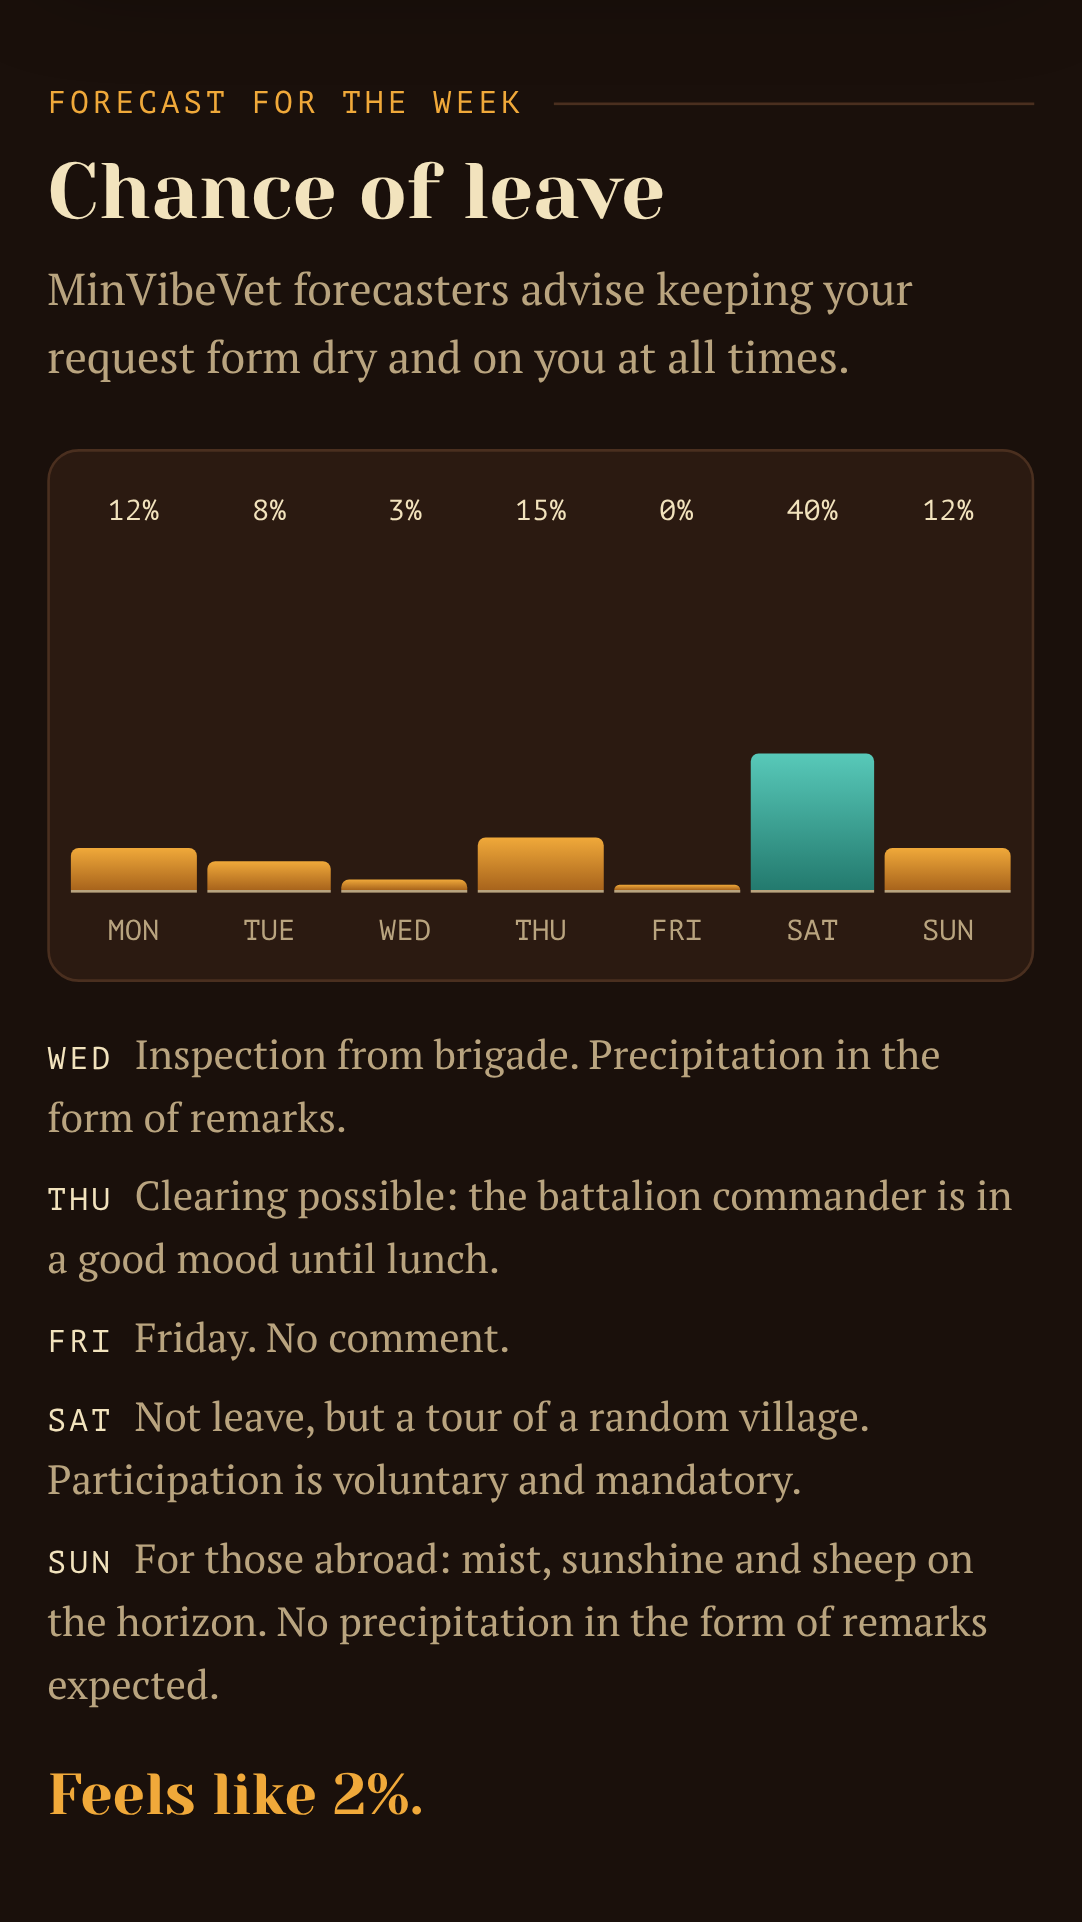 FORECAST FOR THE WEEK
Chance of leave
MinVibeVet forecasters advise keeping your
request form dry and on you at all times.
12% 8% 3% 15% 0% 40% 12%
MON TUE WED THU FRI SAT SUN
WED Inspection from brigade. Precipitation in the
form of remarks.
THU Clearing possible: the battalion commander is in
a good mood until lunch.
FRI Friday. No comment.
SAT Not leave, but a tour of a random village.
Participation is voluntary and mandatory.
SUN For those abroad: mist, sunshine and sheep on
the horizon. No precipitation in the form of remarks
expected.
Feels like 2%.